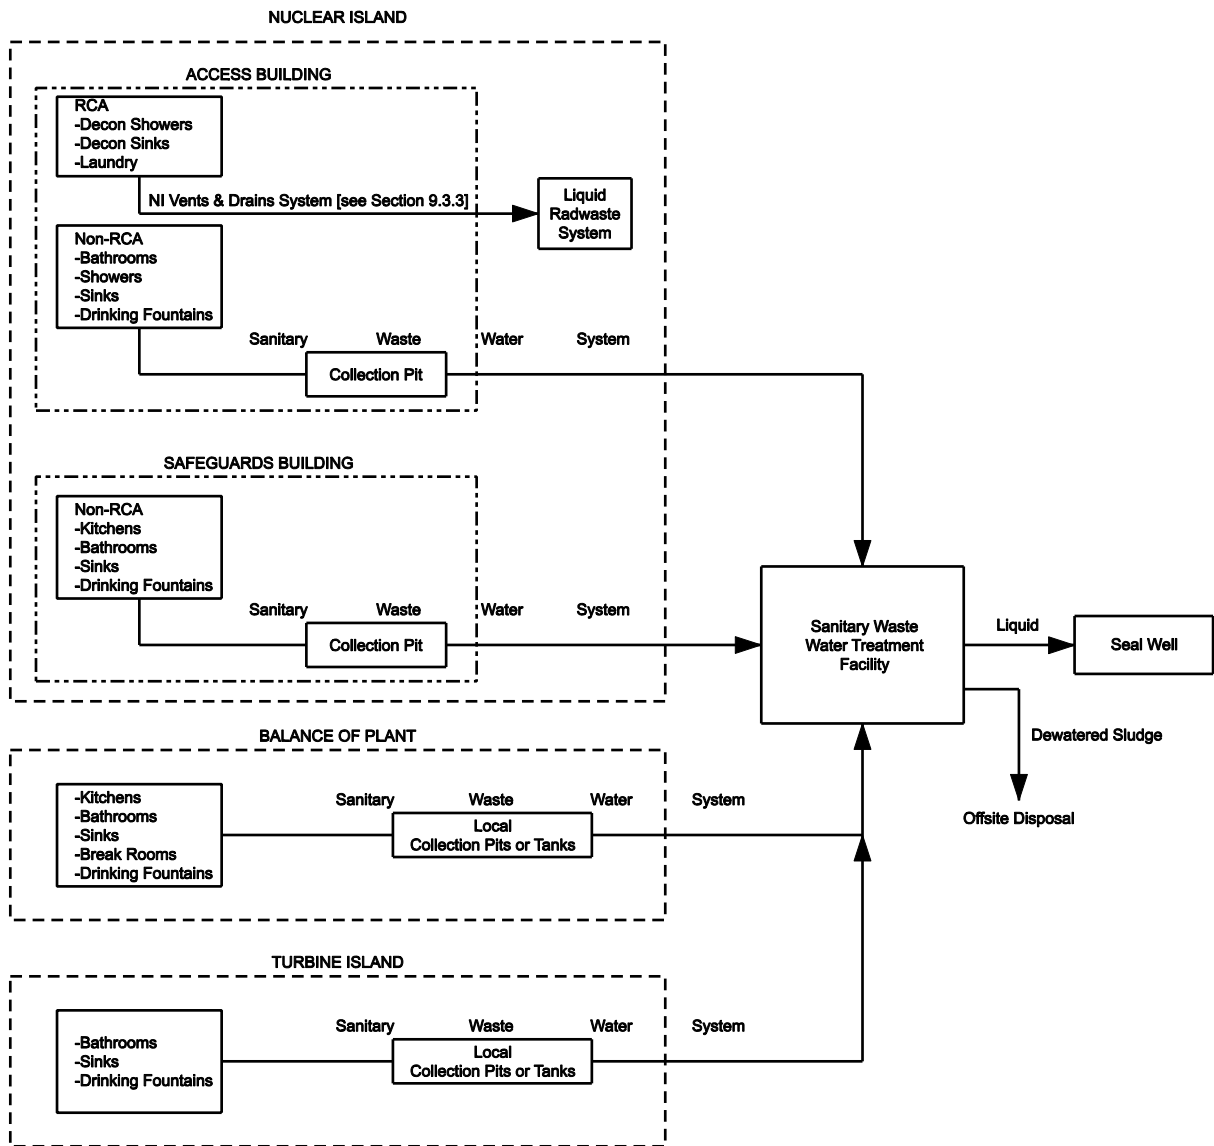 NUCLEAR ISLAND
ACCESS BUILDING
RCA
-Decon Showers
-Decon Sinks
-Laundry
NI Vents & Drains System [see Section 9.3.3]
Liquid
Radwaste
System
Non-RCA
-Bathrooms
-Showers
-Sinks
-Drinking Fountains
Sanitary Waste Water System
Collection Pit
SAFEGUARDS BUILDING
Non-RCA
-Kitchens
-Bathrooms
-Sinks
-Drinking Fountains
Sanitary Waste Water System
Collection Pit
Sanitary Waste
Water Treatment
Facility
Liquid
Seal Well
Dewatered Sludge
Offsite Disposal
BALANCE OF PLANT
-Kitchens
-Bathrooms
-Sinks
-Break Rooms
-Drinking Fountains
Sanitary Waste Water System
Local
Collection Pits or Tanks
TURBINE ISLAND
-Bathrooms
-Sinks
-Drinking Fountains
Sanitary Waste Water System
Local
Collection Pits or Tanks